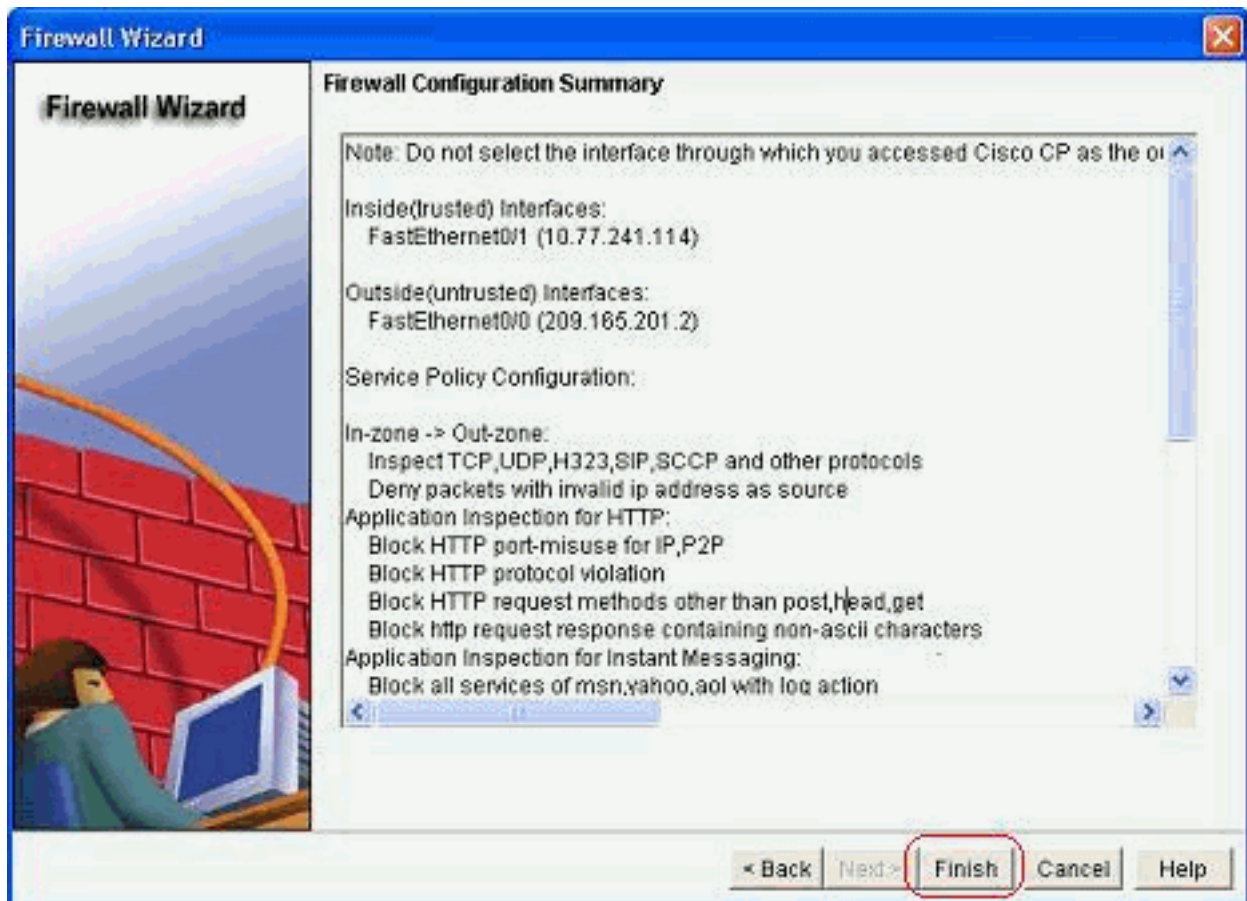 Firewall Wizard
Firewall Wizard
Firewall Configuration Summary
Note: Do not select the interface through which you accessed Cisco CP as the
Inside(trusted) Interfaces:
FastEthernet0/1 (10.77.241.114)
Outside(untrusted) Interfaces:
FastEthernet0/0 (209.165.201.2)
Service Policy Configuration:
In-zone -> Out-zone:
Inspect TCP,UDP,H323,SIP,SCCP and other protocols
Deny packets with invalid ip address as source
Application Inspection for HTTP:
Block HTTP port-misuse for IP,P2P
Block HTTP protocol violation
Block HTTP request methods other than post,head,get
Block http request response containing non-ascii characters
Application Inspection for Instant Messaging:
Block all services of msn,yahoo,aol with log action
< Back Next > Finish Cancel Help